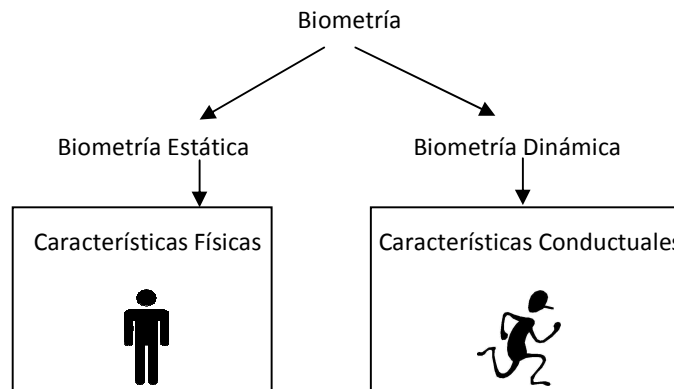 Biometría
Biometría Estática
Biometría Dinámica
Características Físicas
Características Conductuales